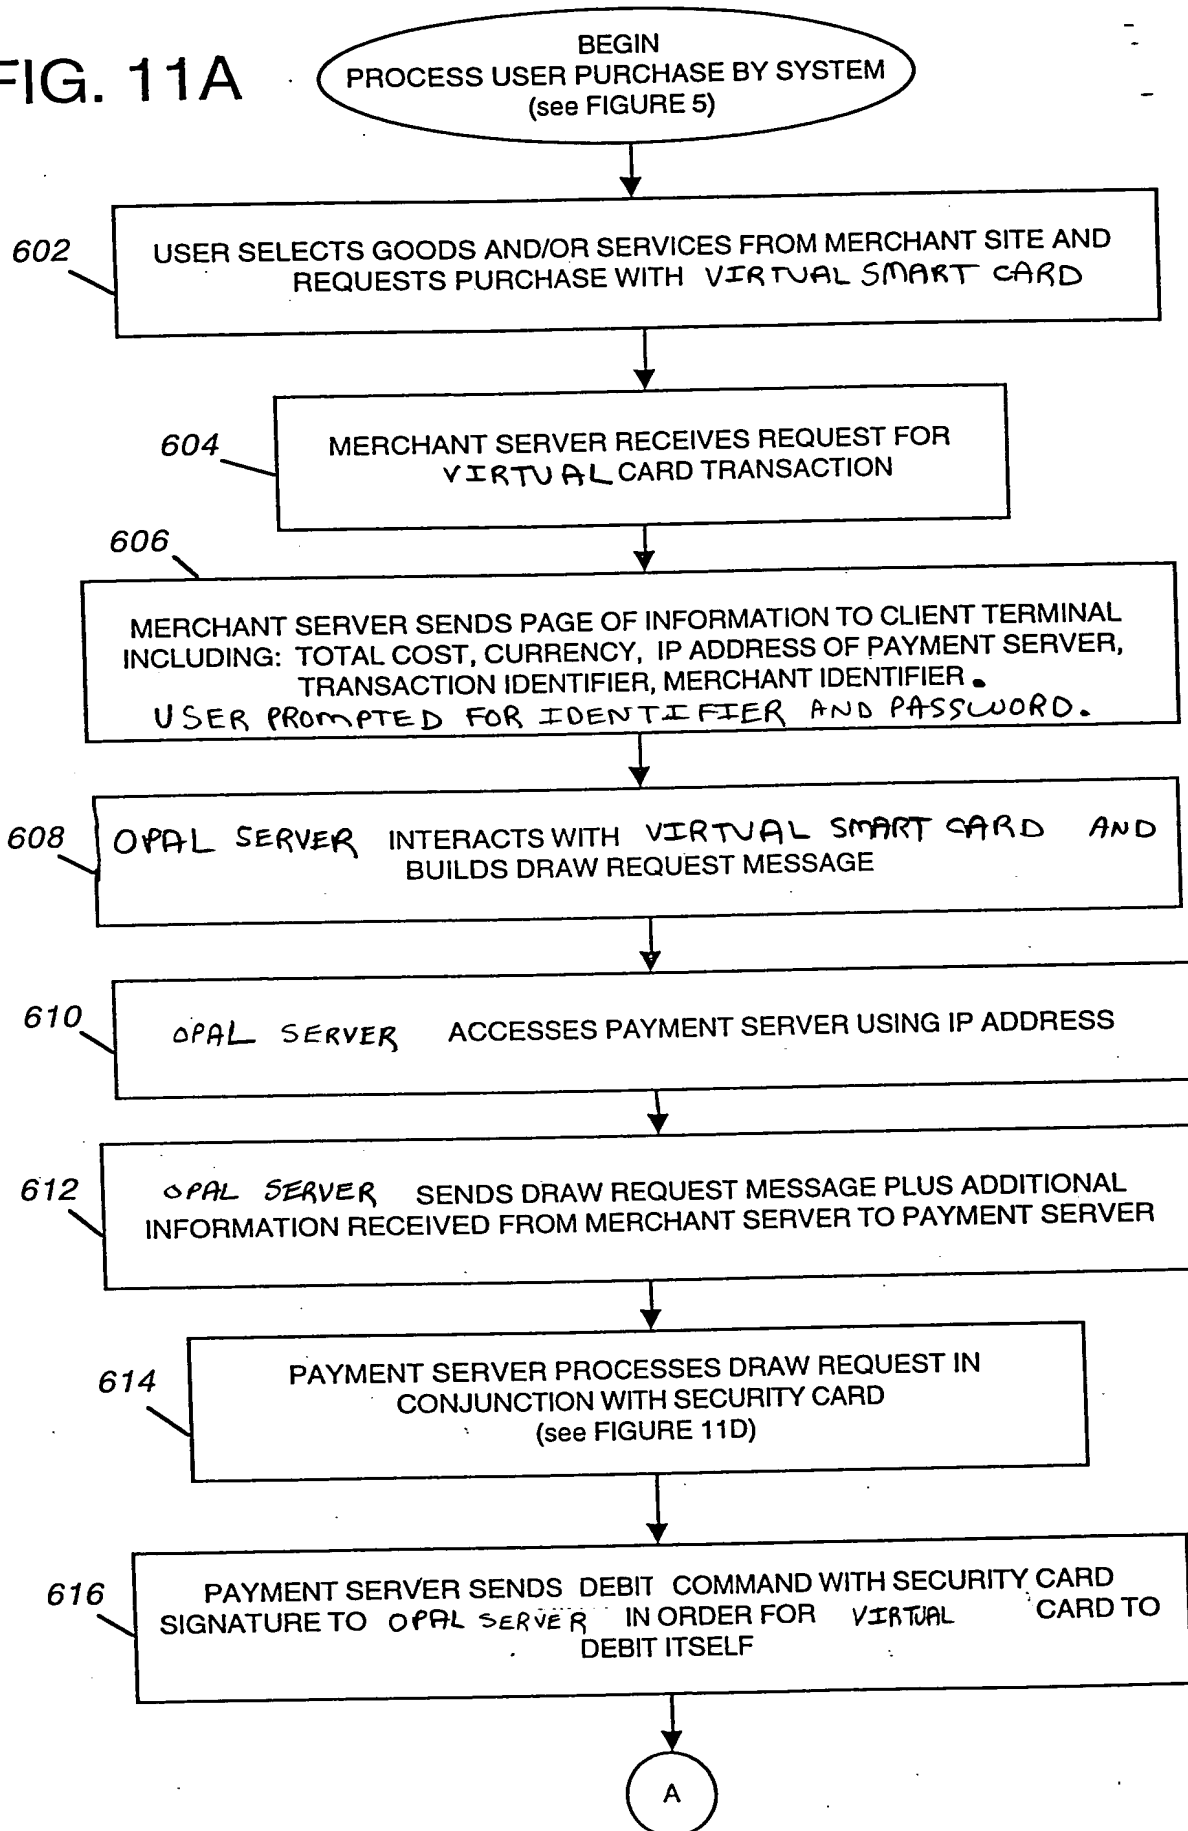 FIG. 11A
BEGIN
PROCESS USER PURCHASE BY SYSTEM
(see FIGURE 5)
602
USER SELECTS GOODS AND/OR SERVICES FROM MERCHANT SITE AND
REQUESTS PURCHASE WITH VIRTUAL SMART CARD
604
MERCHANT SERVER RECEIVES REQUEST FOR
VIRTUAL CARD TRANSACTION
606
MERCHANT SERVER SENDS PAGE OF INFORMATION TO CLIENT TERMINAL
INCLUDING: TOTAL COST, CURRENCY, IP ADDRESS OF PAYMENT SERVER,
TRANSACTION IDENTIFIER, MERCHANT IDENTIFIER.
USER PROMPTED FOR IDENTIFIER AND PASSWORD.
608
OPAL SERVER INTERACTS WITH VIRTUAL SMART CARD AND
BUILDS DRAW REQUEST MESSAGE
610
OPAL SERVER ACCESSES PAYMENT SERVER USING IP ADDRESS
612
OPAL SERVER SENDS DRAW REQUEST MESSAGE PLUS ADDITIONAL
INFORMATION RECEIVED FROM MERCHANT SERVER TO PAYMENT SERVER
614
PAYMENT SERVER PROCESSES DRAW REQUEST IN
CONJUNCTION WITH SECURITY CARD
(see FIGURE 11D)
616
PAYMENT SERVER SENDS DEBIT COMMAND WITH SECURITY CARD
SIGNATURE TO OPAL SERVER IN ORDER FOR VIRTUAL CARD TO
DEBIT ITSELF
A